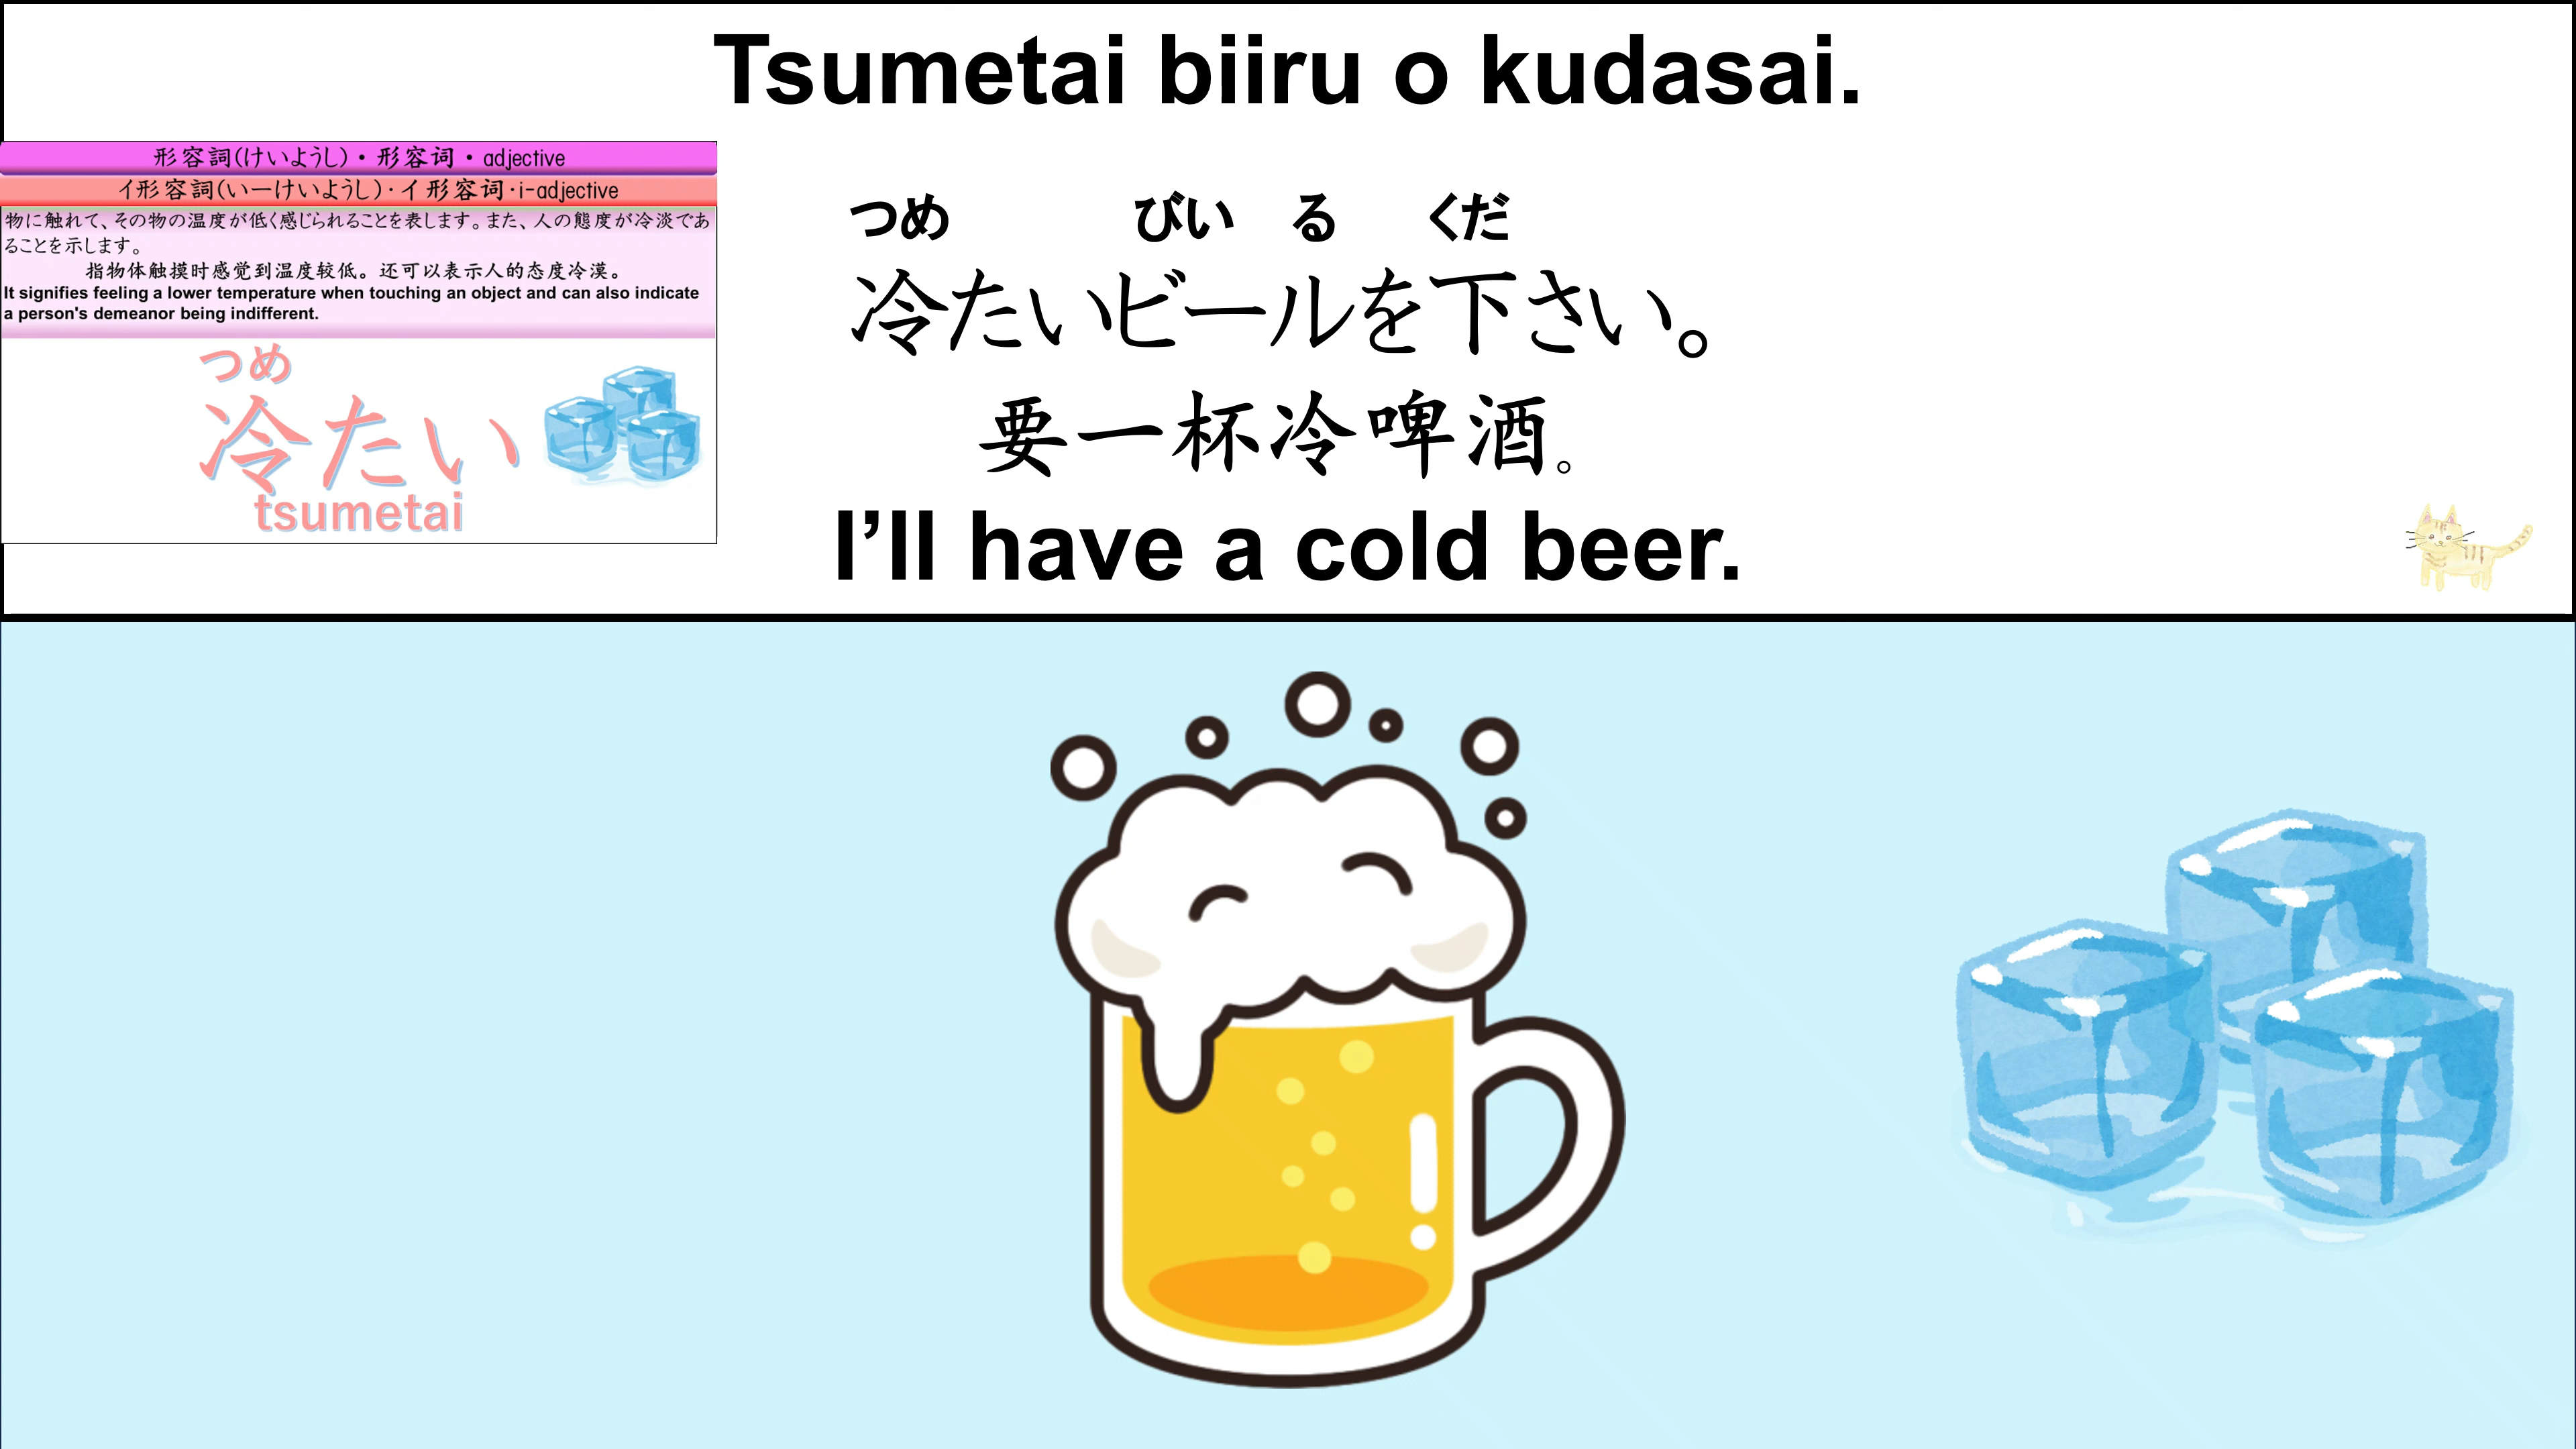 Tsumetai biiru o kudasai.
形容詞(けいようし)・形容词・adjective
イ形容詞(いーけいようし)·イ形容词·i-adjective
物に触れて、その物の温度が低く感じられることを表します。また、人の態度が冷淡であ
ることを示します。
指物体触摸时感觉到温度较低。还可以表示人的态度冷漠。
It signifies feeling a lower temperature when touching an object and can also indicate
a person's demeanor being indifferent.
つめ
冷たい
tsumetai
つめ びい る くだ
冷たいビールを下さい。
要一杯冷啤酒。
I’ll have a cold beer.